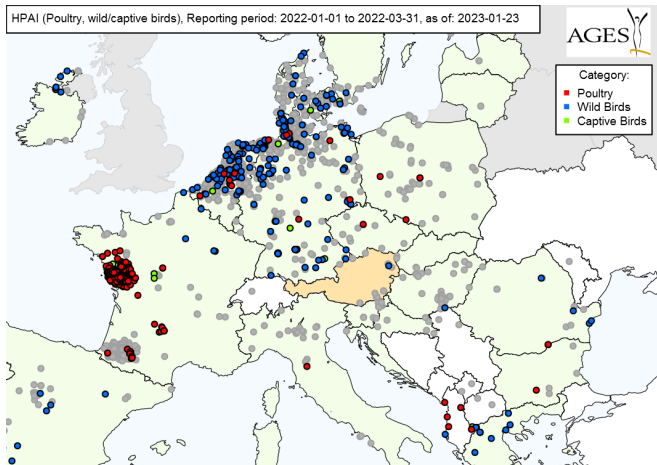 HPAI (Poultry, wild/captive birds), Reporting period: 2022-01-01 to 2022-03-31, as of: 2023-01-23
AGES
Category:
Poultry
Wild Birds
Captive Birds